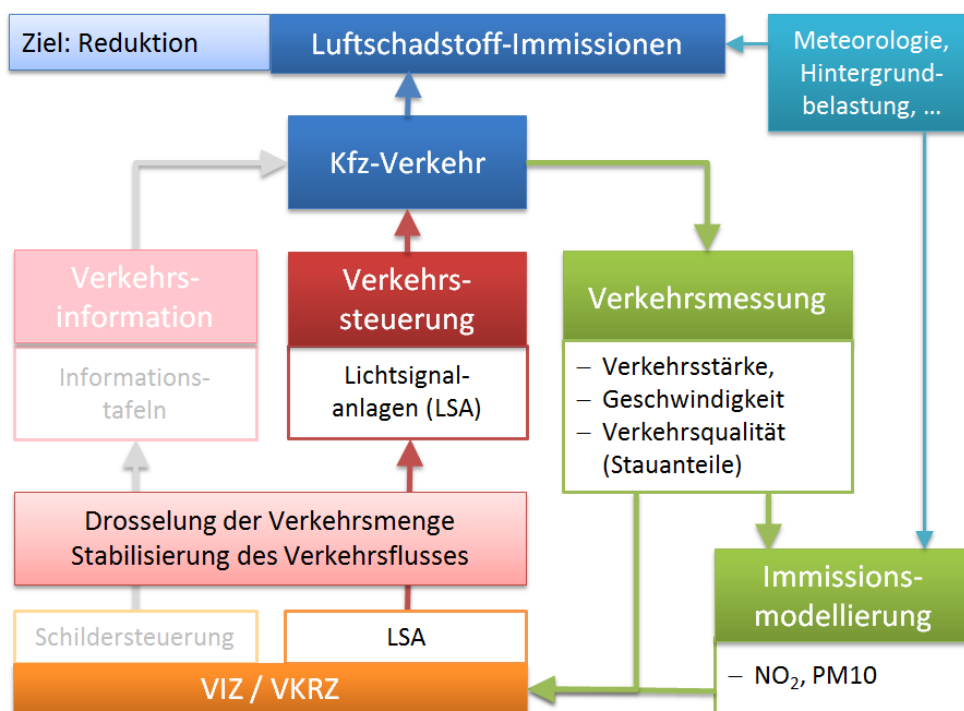 Ziel: Reduktion
Luftschadstoff-Immissionen
Meteorologie,
Hintergrund-
belastung, …
Kfz-Verkehr
Verkehrs-
information
Informations-
tafeln
Verkehrs-
steuerung
Lichtsignal-
anlagen (LSA)
Verkehrsmessung
– Verkehrsstärke,
– Geschwindigkeit
– Verkehrsqualität
(Stauanteile)
Drosselung der Verkehrsmenge
Stabilisierung des Verkehrsflusses
Immissions-
modellierung
– NO₂, PM10
Schildersteuerung
LSA
VIZ / VKRZ